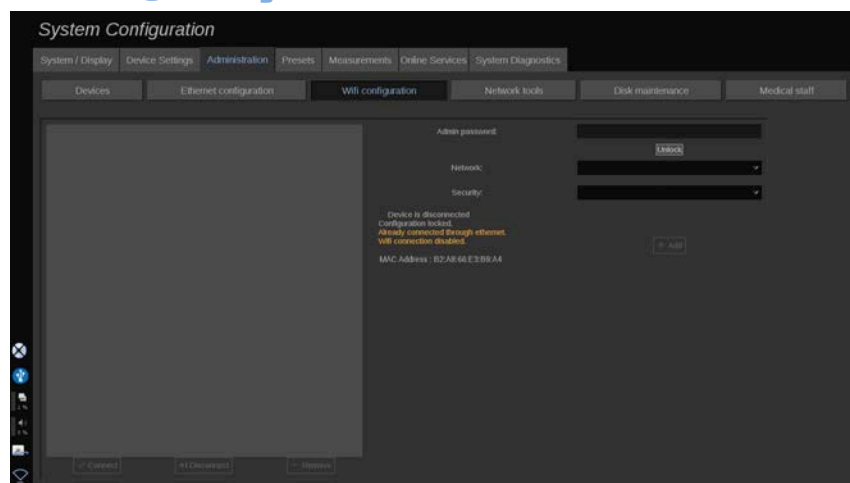 System Configuration
System / Display Device Settings Administration Presets Measurements Online Services System Diagnostics
Devices Ethernet configuration Wifi configuration Network tools Disk maintenance Medical staff
Admin password:
Unlock
Network:
Security:
Device is disconnected
Configuration locked.
Already connected through ethernet.
Wifi connection disabled.
Add
MAC Address : B2:A8:66:E3:B9:A4
Connect Disconnect Remove